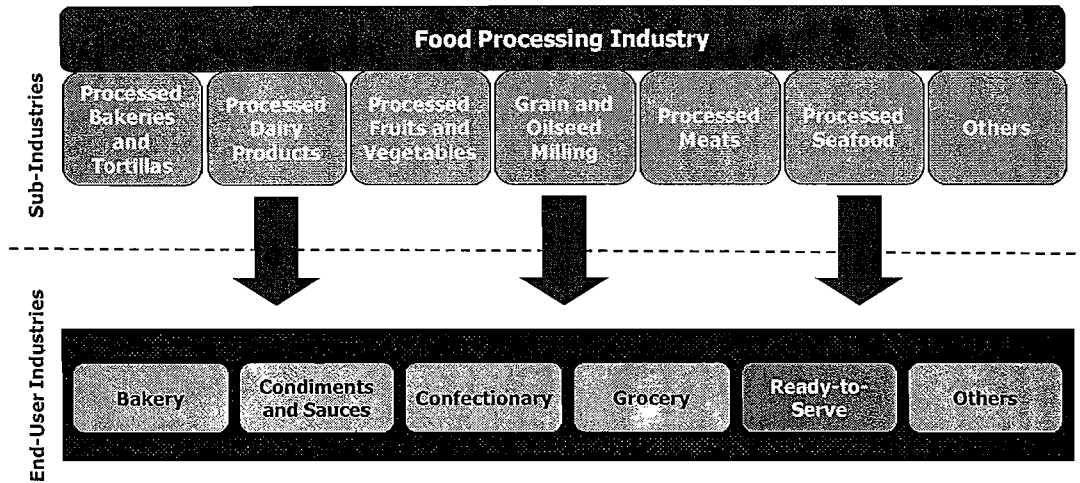 Food Processing Industry
Sub-Industries
Processed
Bakeries
and
Tortillas
Processed
Dairy
Products
Processed
Fruits and
Vegetables
Grain and
Oilseed
Milling
Processed
Meats
Processed
Seafood
Others
End-User Industries
Bakery
Condiments
and Sauces
Confectionary
Grocery
Ready-to-
Serve
Others